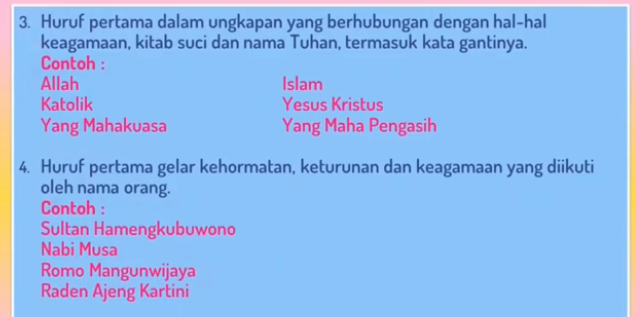 3. Huruf pertama dalam ungkapan yang berhubungan dengan hal-hal
keagamaan, kitab suci dan nama Tuhan, termasuk kata gantinya.
Contoh :
Allah Islam
Katolik Yesus Kristus
Yang Mahakuasa Yang Maha Pengasih
4. Huruf pertama gelar kehormatan, keturunan dan keagamaan yang diikuti
oleh nama orang.
Contoh :
Sultan Hamengkubuwono
Nabi Musa
Romo Mangunwijaya
Raden Ajeng Kartini